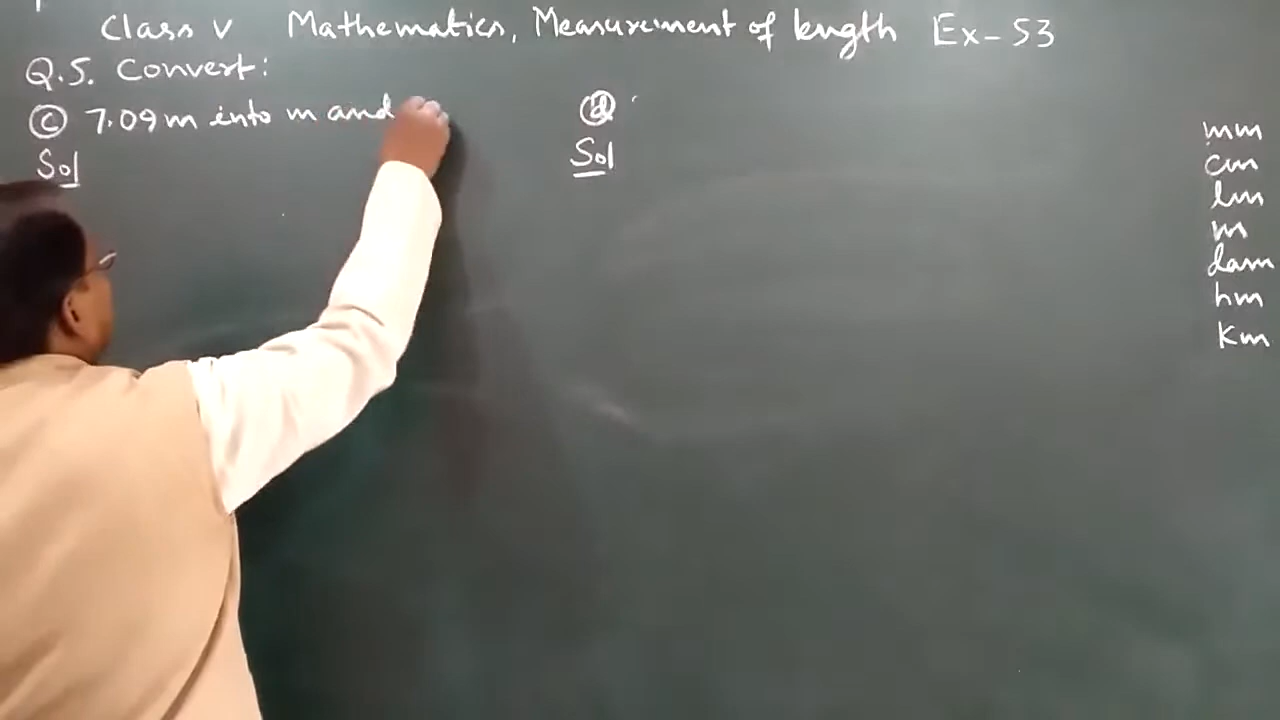 Class V Mathematics, Measurement of length Ex-53
Q.5. Convert:
(c) 7.09m into m and
Sol
(d)
Sol
mm
cm
dm
m
dam
hm
Km